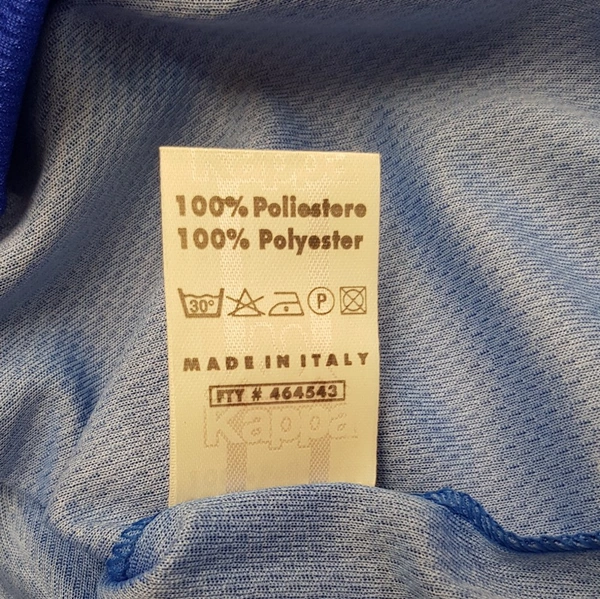 100% Poliestere
100% Polyester
30° P
MADE IN ITALY
FTY # 464543
Kappa